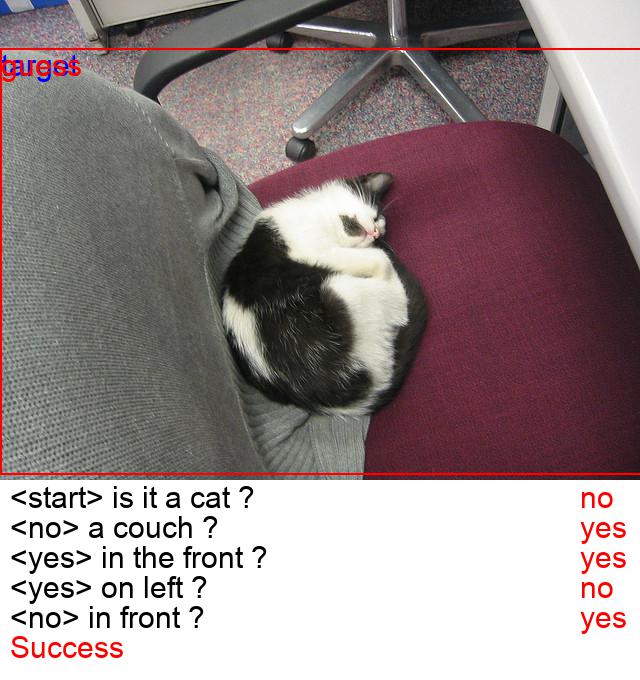 target
guess
<start> is it a cat ? no
<no> a couch ? yes
<yes> in the front ? yes
<yes> on left ? no
<no> in front ? yes
Success